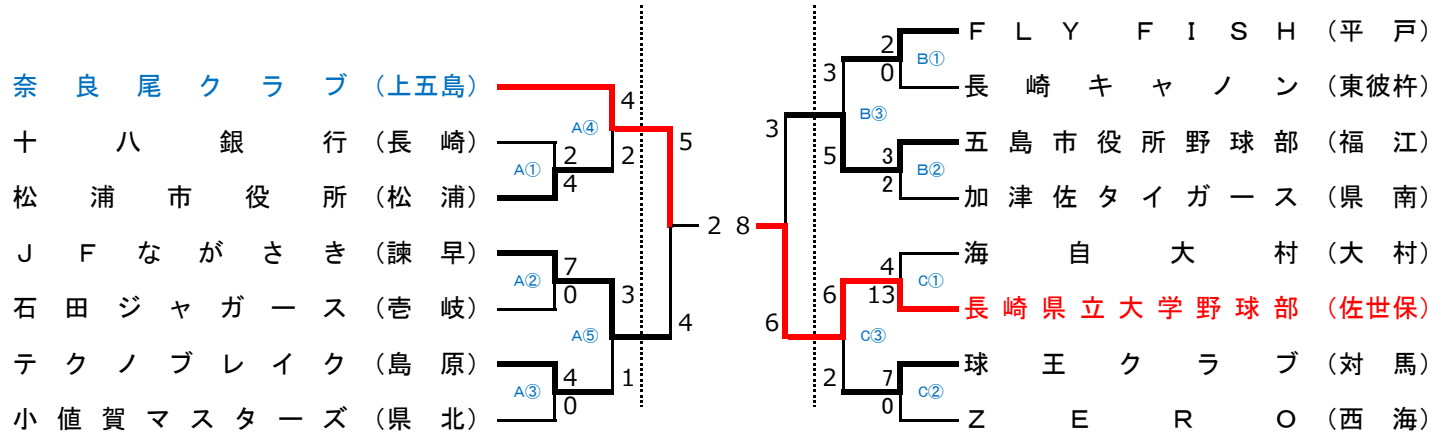 奈良尾クラブ（上五島）
十八銀行（長崎）
松浦市役所（松浦）
ＪＦながさき（諫早）
石田ジャガース（壱岐）
テクノブレイク（島原）
小値賀マスターズ（県北）
A① 2 4
A② 7 0
A③ 4 0
A④ 4 2
A⑤ 3 1
5 4
2 8
3 6
B③ 3 5
C③ 6 2
B① 2 0
B② 3 2
C① 4 13
C② 7 0
ＦＬＹＦＩＳＨ（平戸）
長崎キャノン（東彼杵）
五島市役所野球部（福江）
加津佐タイガース（県南）
海自大村（大村）
長崎県立大学野球部（佐世保）
球王クラブ（対馬）
ＺＥＲＯ（西海）